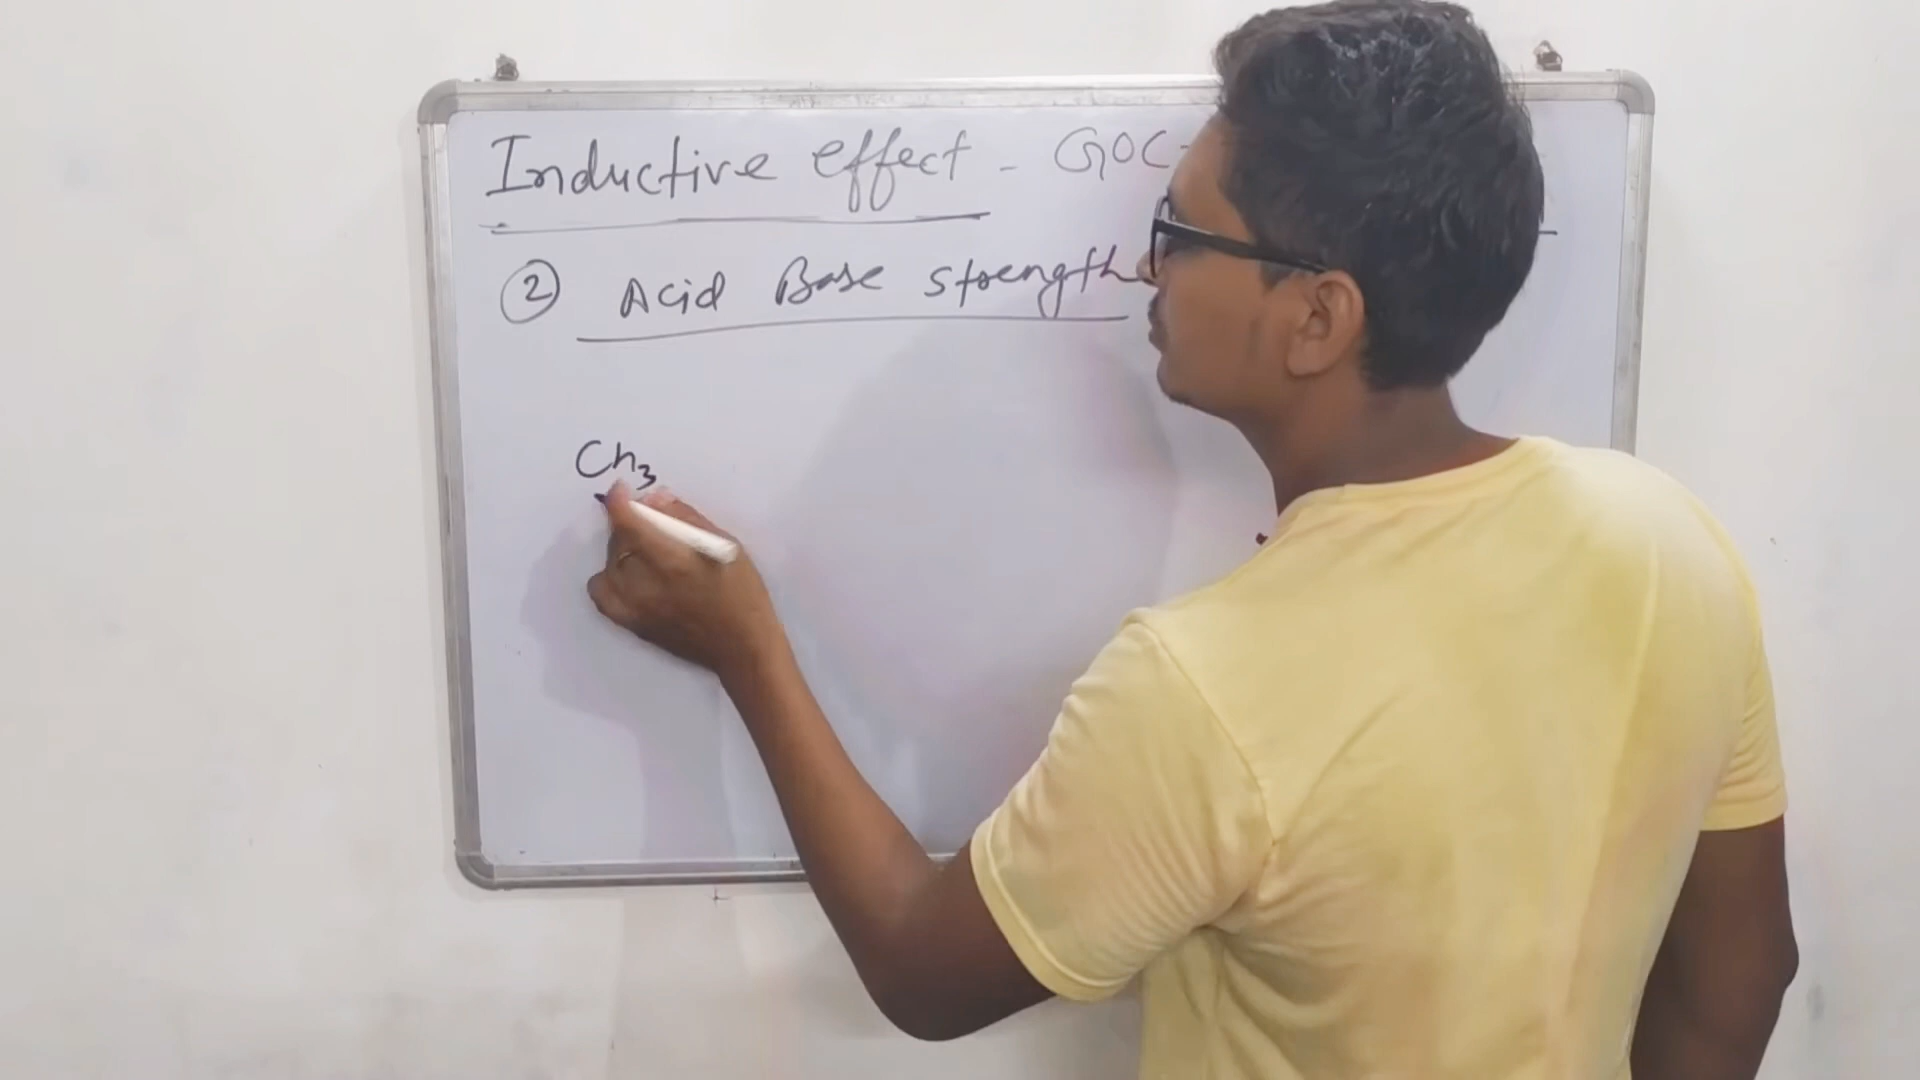 Inductive effect - GOC-
② Acid Base Strength
Ch3